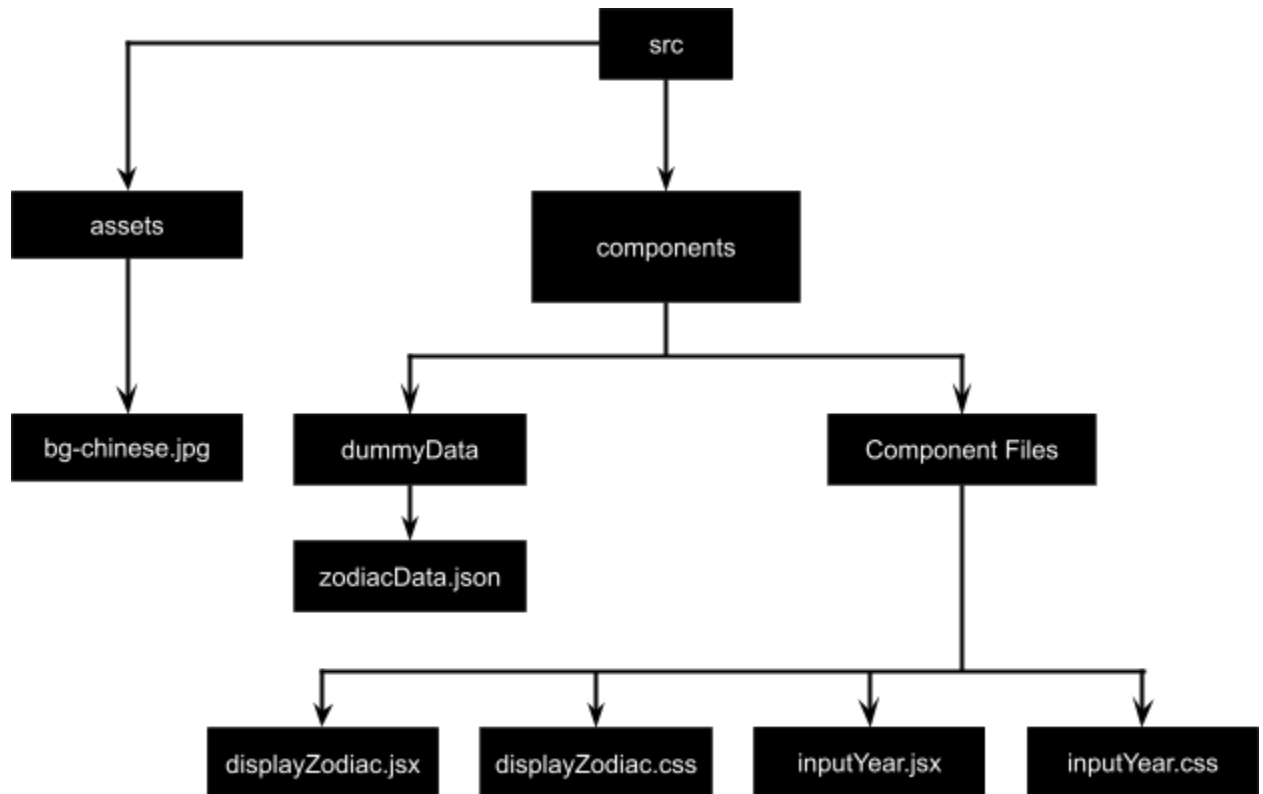 src
assets
components
bg-chinese.jpg
dummyData
Component Files
zodiacData.json
displayZodiac.jsx
displayZodiac.css
inputYear.jsx
inputYear.css